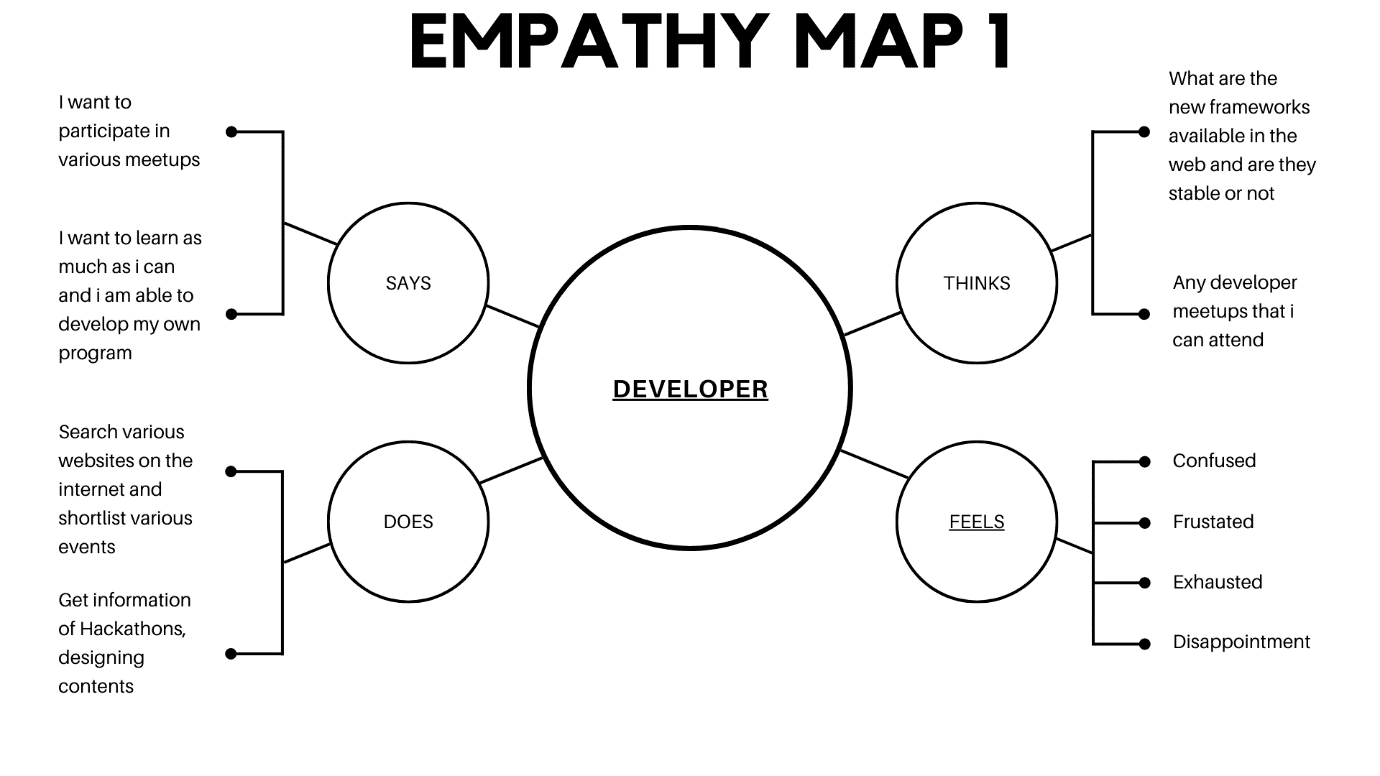 EMPATHY MAP 1
I want to
participate in
various meetups
I want to learn as
much as i can
and i am able to
develop my own
program
SAYS
What are the
new frameworks
available in the
web and are they
stable or not
Any developer
meetups that i
can attend
THINKS
DEVELOPER
Search various
websites on the
internet and
shortlist various
events
Get information
of Hackathons,
designing
contents
DOES
FEELS
Confused
Frustated
Exhausted
Disappointment